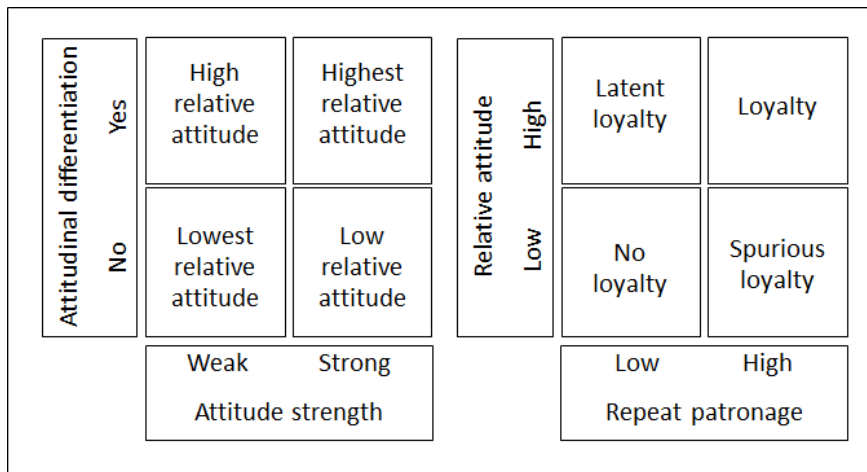 Attitudinal differentiation
Yes
No
High
relative
attitude
Highest
relative
attitude
Lowest
relative
attitude
Low
relative
attitude
Weak
Strong
Attitude strength
Relative attitude
High
Low
Latent
loyalty
Loyalty
No
loyalty
Spurious
loyalty
Low
High
Repeat patronage